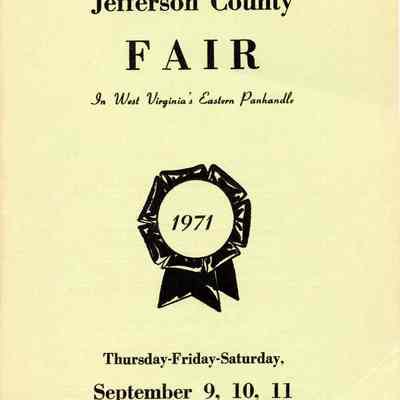 Jefferson County
FAIR
In West Virginia's Eastern Panhandle
1971
Thursday-Friday-Saturday,
September 9, 10, 11